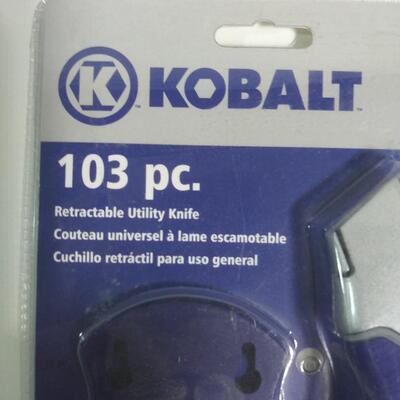 K KOBALT
103 pc.
Retractable Utility Knife
Couteau universel à lame escamotable
Cuchillo retráctil para uso general